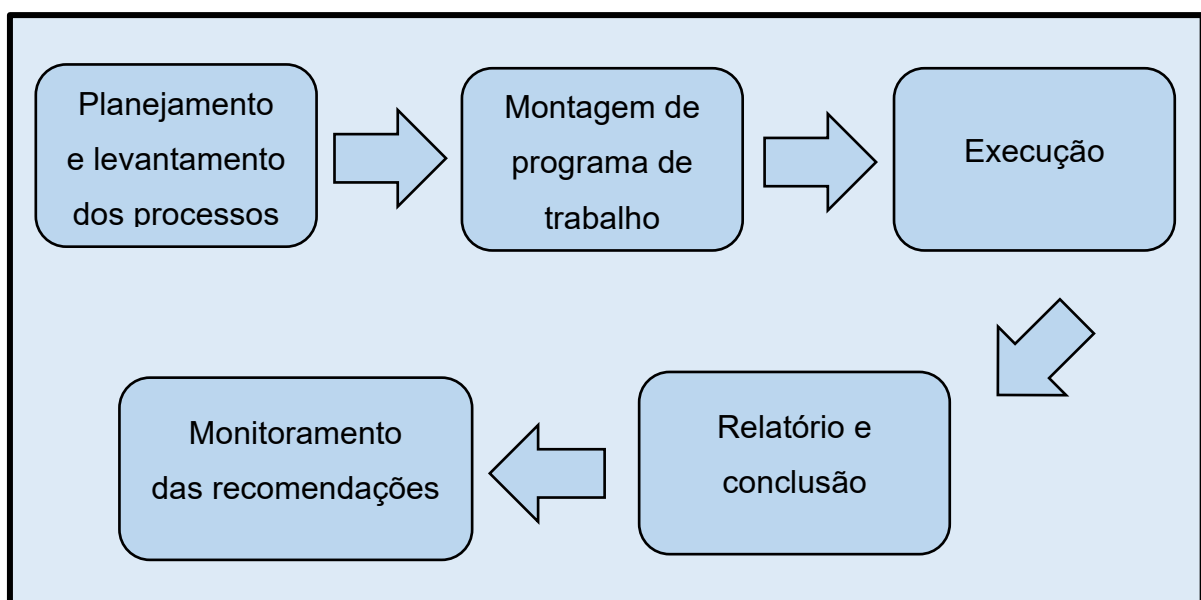 Planejamento
e levantamento
dos processos
Montagem de
programa de
trabalho
Execução
Relatório e
conclusão
Monitoramento
das recomendações